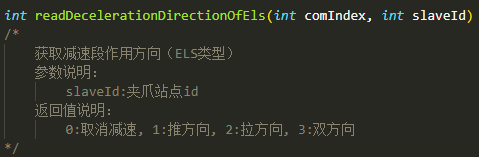 int readDecelerationDirectionOfEls(int comIndex, int slaveId)
/*
获取减速段作用方向（ELS类型）
参数说明：
slaveId:夹爪站点id
返回值说明：
0:取消减速, 1:推方向, 2:拉方向, 3:双方向
*/